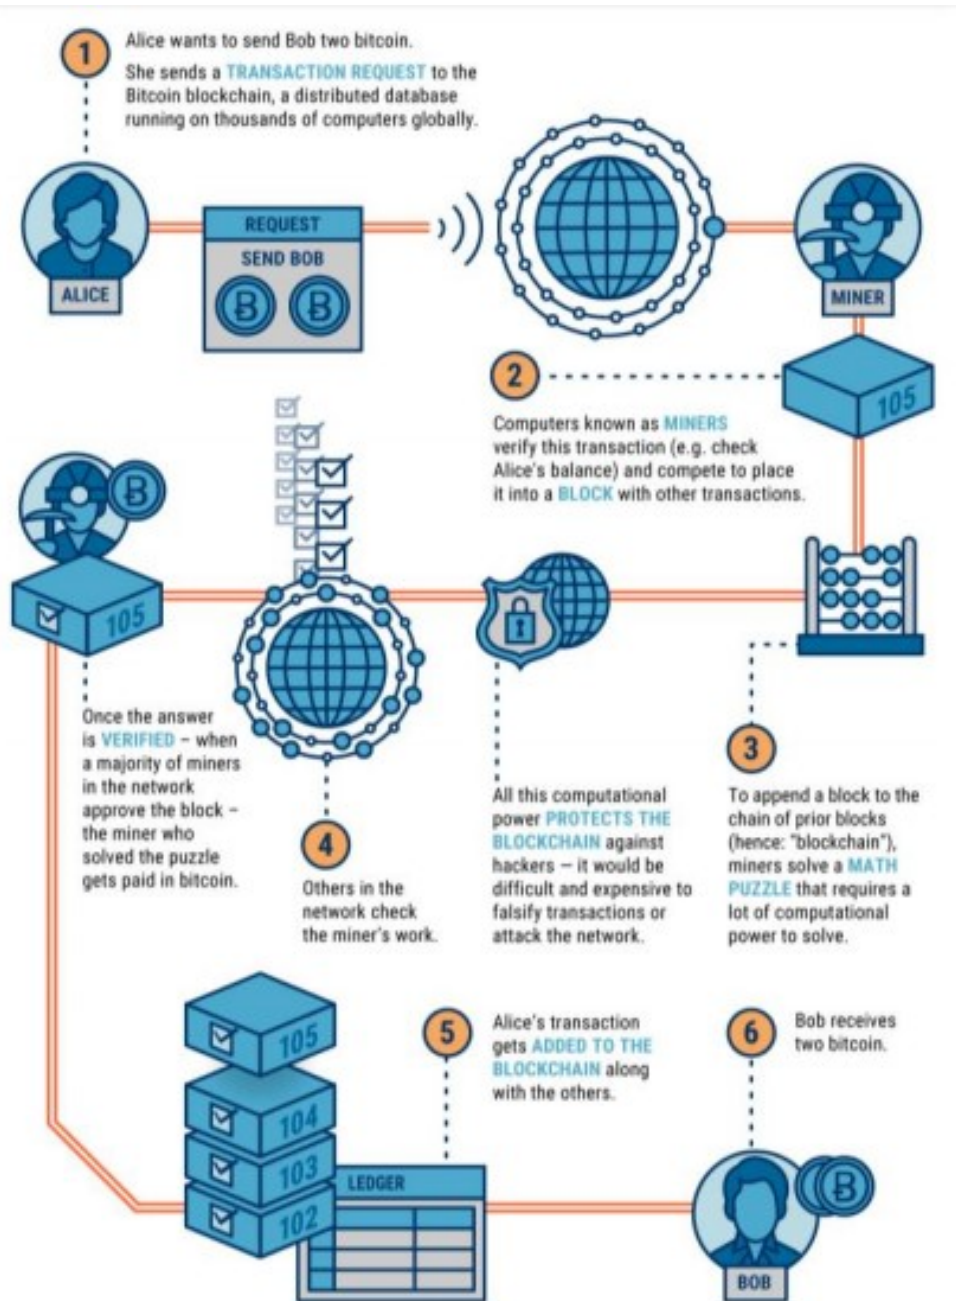 1
Alice wants to send Bob two bitcoin.
She sends a TRANSACTION REQUEST to the
Bitcoin blockchain, a distributed database
running on thousands of computers globally.
ALICE
REQUEST
SEND BOB
MINER
2
105
Computers known as MINERS
verify this transaction (e.g. check
Alice's balance) and compete to place
it into a BLOCK with other transactions.
3
To append a block to the
chain of prior blocks
(hence: "blockchain"),
miners solve a MATH
PUZZLE that requires a
lot of computational
power to solve.
All this computational
power PROTECTS THE
BLOCKCHAIN against
hackers – it would be
difficult and expensive to
falsify transactions or
attack the network.
4
Others in the
network check
the miner's work.
105
Once the answer
is VERIFIED – when
a majority of miners
in the network
approve the block –
the miner who
solved the puzzle
gets paid in bitcoin.
105
104
103
102
LEDGER
5
Alice's transaction
gets ADDED TO THE
BLOCKCHAIN along
with the others.
6
Bob receives
two bitcoin.
BOB